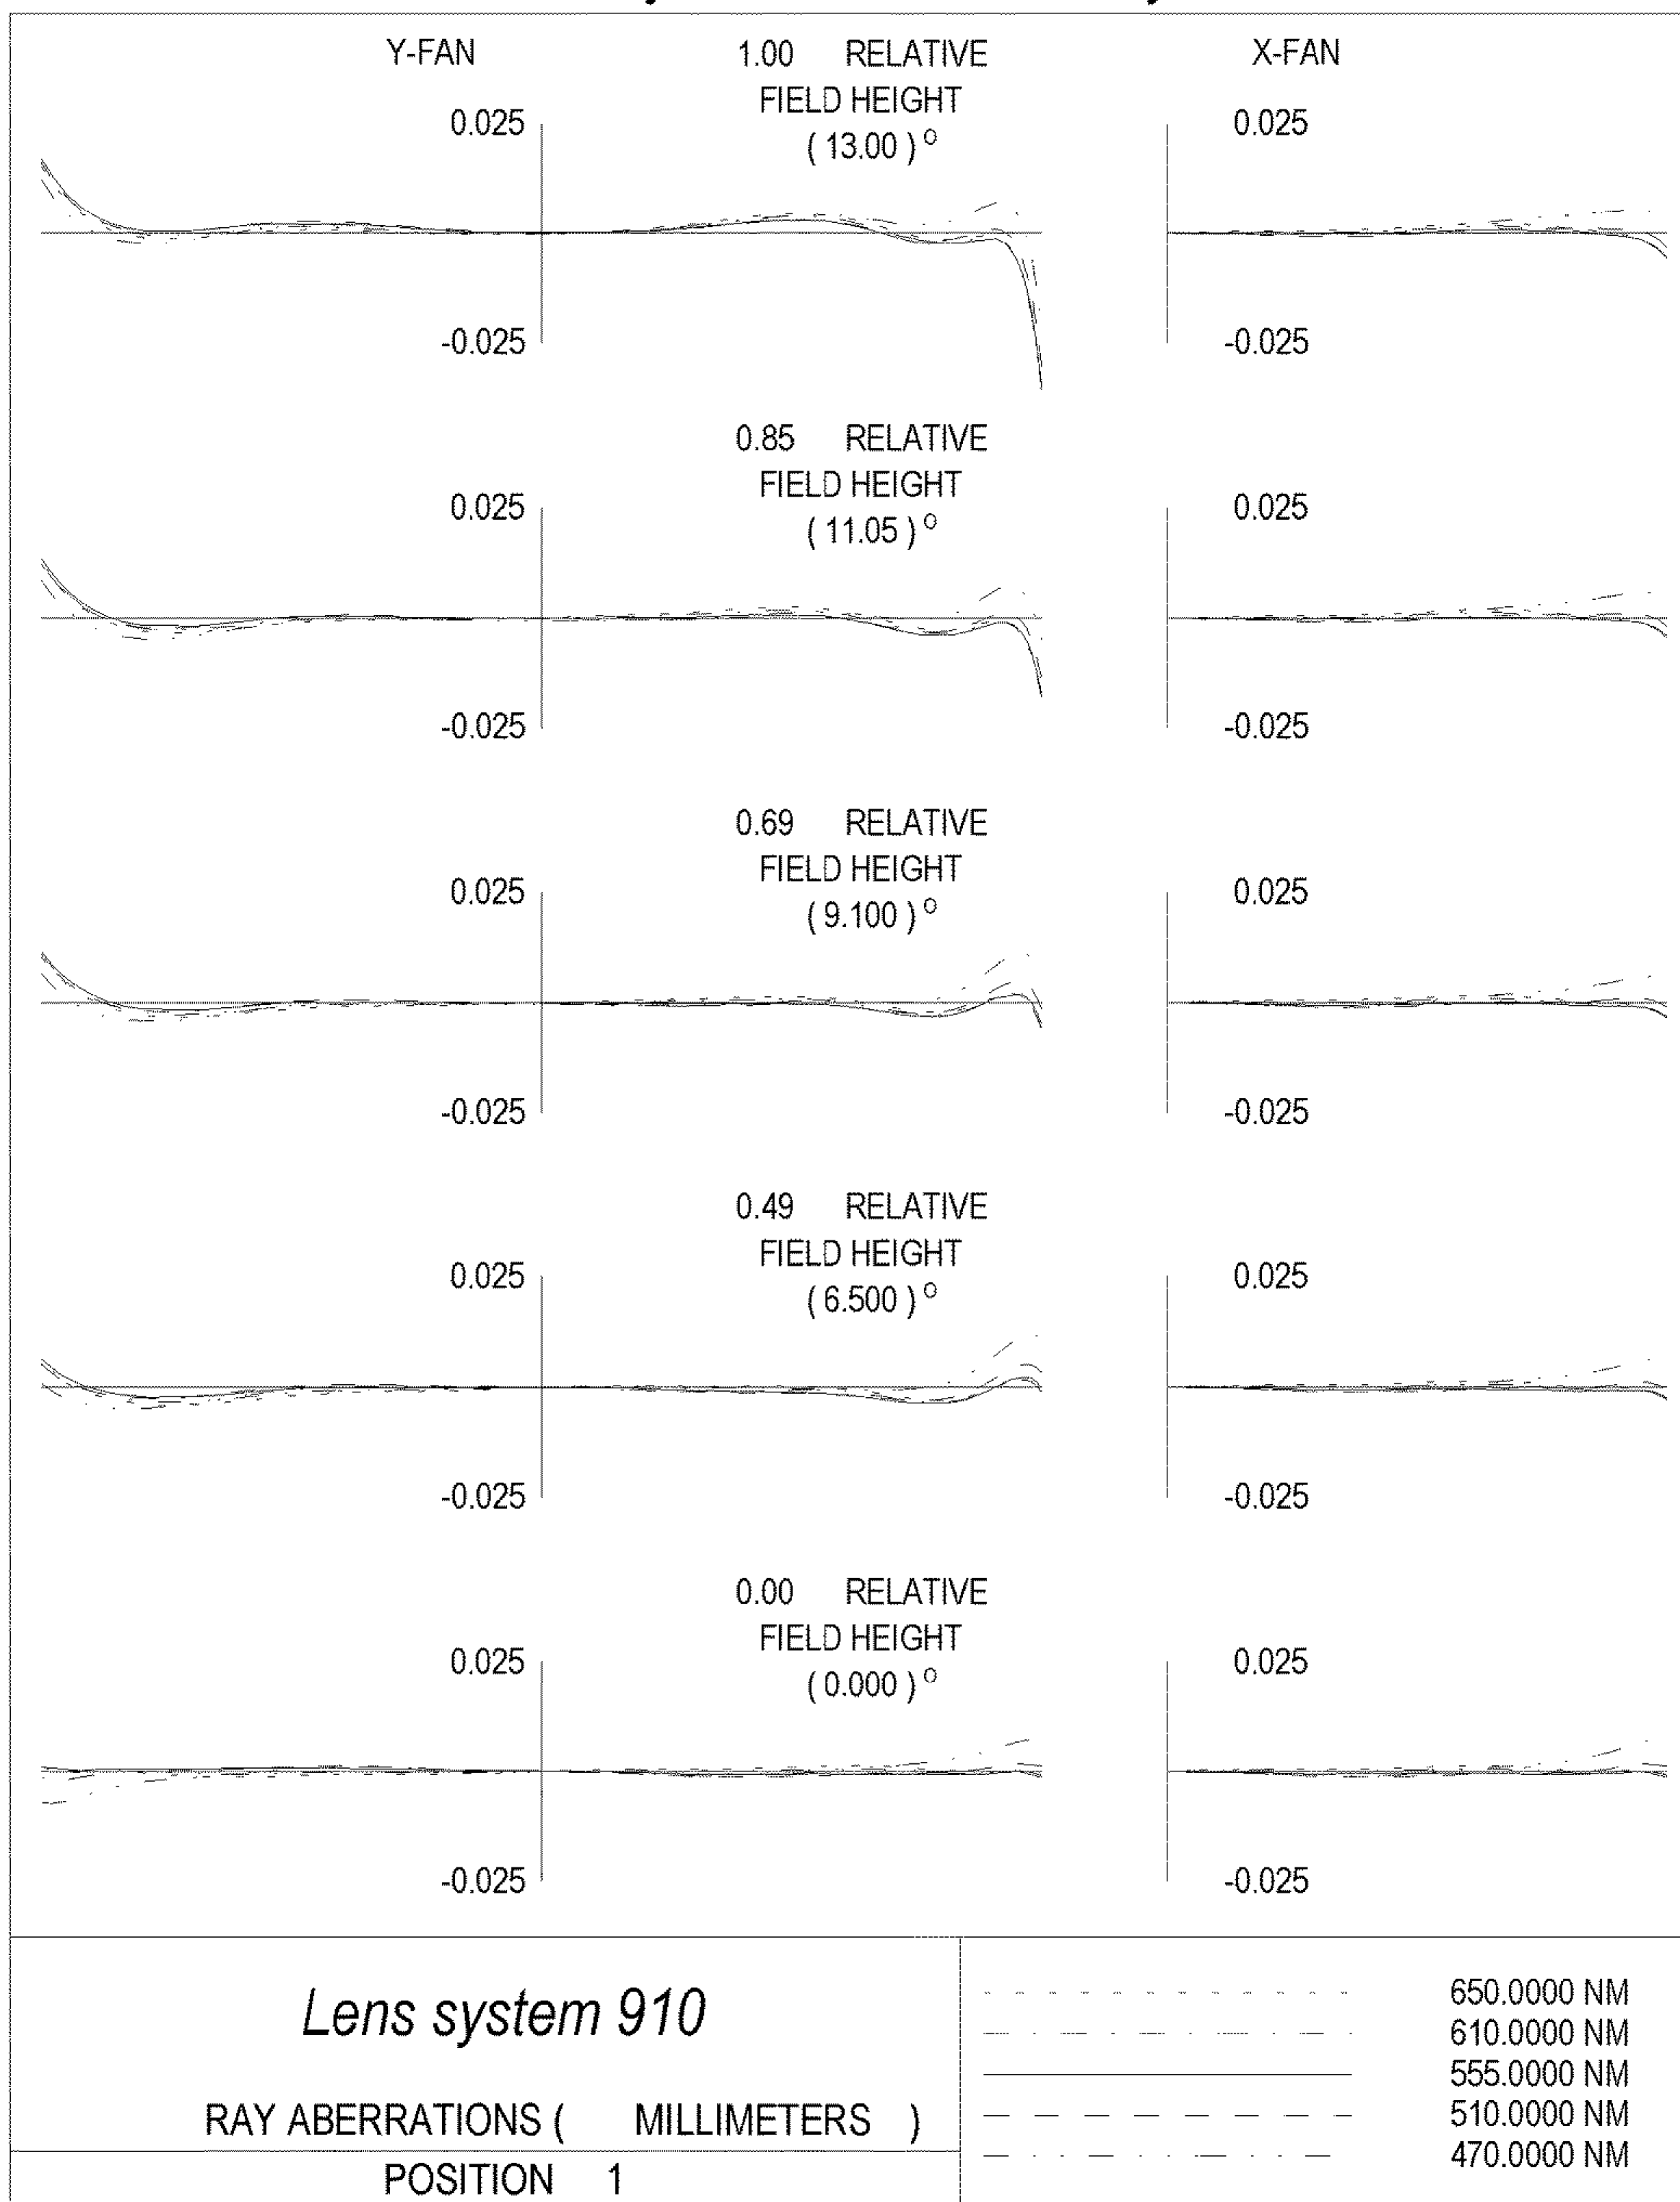 Y-FAN 1.00 RELATIVE X-FAN
FIELD HEIGHT
0.025 ( 13.00 ) O 0.025
-0.025 -0.025
0.85 RELATIVE
FIELD HEIGHT
0.025 ( 11.05 ) O 0.025
-0.025 -0.025
0.69 RELATIVE
FIELD HEIGHT
0.025 ( 9.100 ) O 0.025
-0.025 -0.025
0.49 RELATIVE
FIELD HEIGHT
0.025 ( 6.500 ) O 0.025
-0.025 -0.025
0.00 RELATIVE
FIELD HEIGHT
0.025 ( 0.000 ) O 0.025
-0.025 -0.025
Lens system 910
RAY ABERRATIONS ( MILLIMETERS )
POSITION 1
650.0000 NM
610.0000 NM
555.0000 NM
510.0000 NM
470.0000 NM